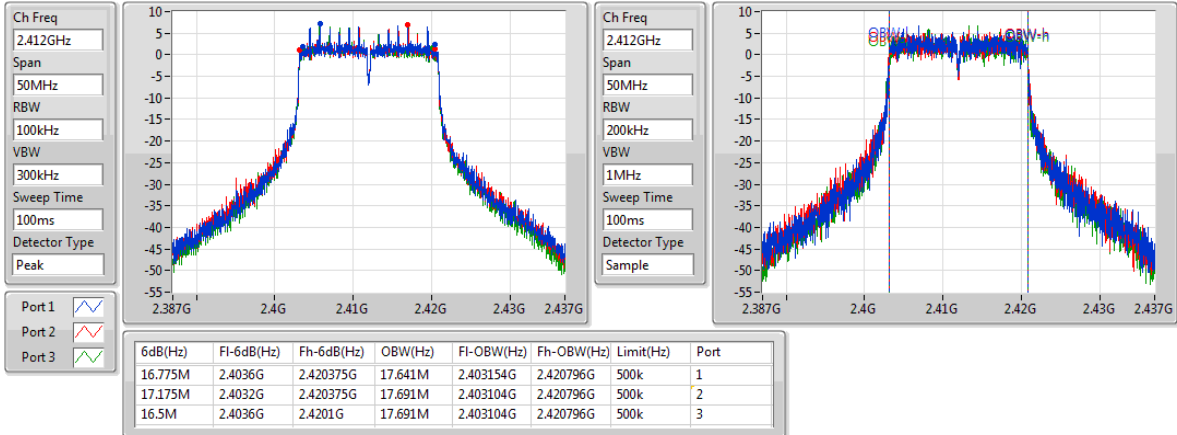 Ch Freq
2.412GHz
Span
50MHz
RBW
100kHz
VBW
300kHz
Sweep Time
100ms
Detector Type
Peak
10
5
0
-5
-10
-15
-20
-25
-30
-35
-40
-45
-50
-55
2.387G 2.4G 2.41G 2.42G 2.43G 2.437G
Ch Freq
2.412GHz
Span
50MHz
RBW
200kHz
VBW
1MHz
Sweep Time
100ms
Detector Type
Sample
10
5
0
-5
-10
-15
-20
-25
-30
-35
-40
-45
-50
-55
OBW-h
2.387G 2.4G 2.41G 2.42G 2.43G 2.437G
Port 1
Port 2
Port 3
6dB(Hz) Fl-6dB(Hz) Fh-6dB(Hz) OBW(Hz) Fl-OBW(Hz) Fh-OBW(Hz) Limit(Hz) Port
16.775M 2.4036G 2.420375G 17.641M 2.403154G 2.420796G 500k 1
17.175M 2.4032G 2.420375G 17.691M 2.403104G 2.420796G 500k 2
16.5M 2.4036G 2.4201G 17.691M 2.403104G 2.420796G 500k 3